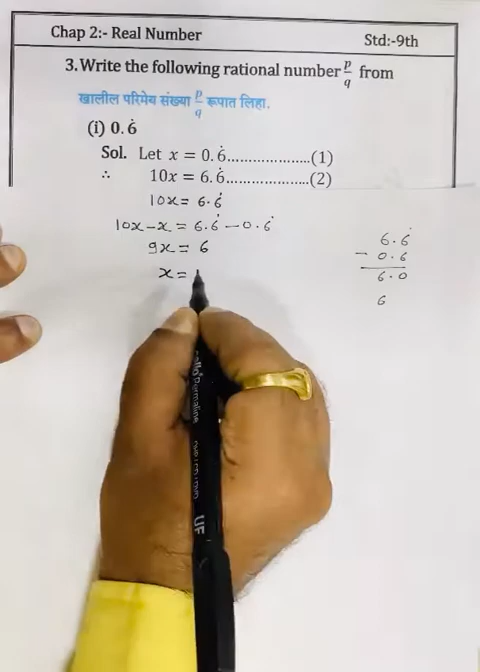 Chap 2:- Real Number
Std:-9th
3.Write the following rational number p/q from
खालील परिमेय संख्या p/q रूपात लिहा.
(i) 0.6̇
Sol. Let x = 0.6̇.....................(1)
∴ 10x = 6.6̇.....................(2)
10x = 6.6̇
10x-x = 6.6̇ - 0.6̇
9x = 6
x =
6.6̇
- 0.6
6.0
6
UF